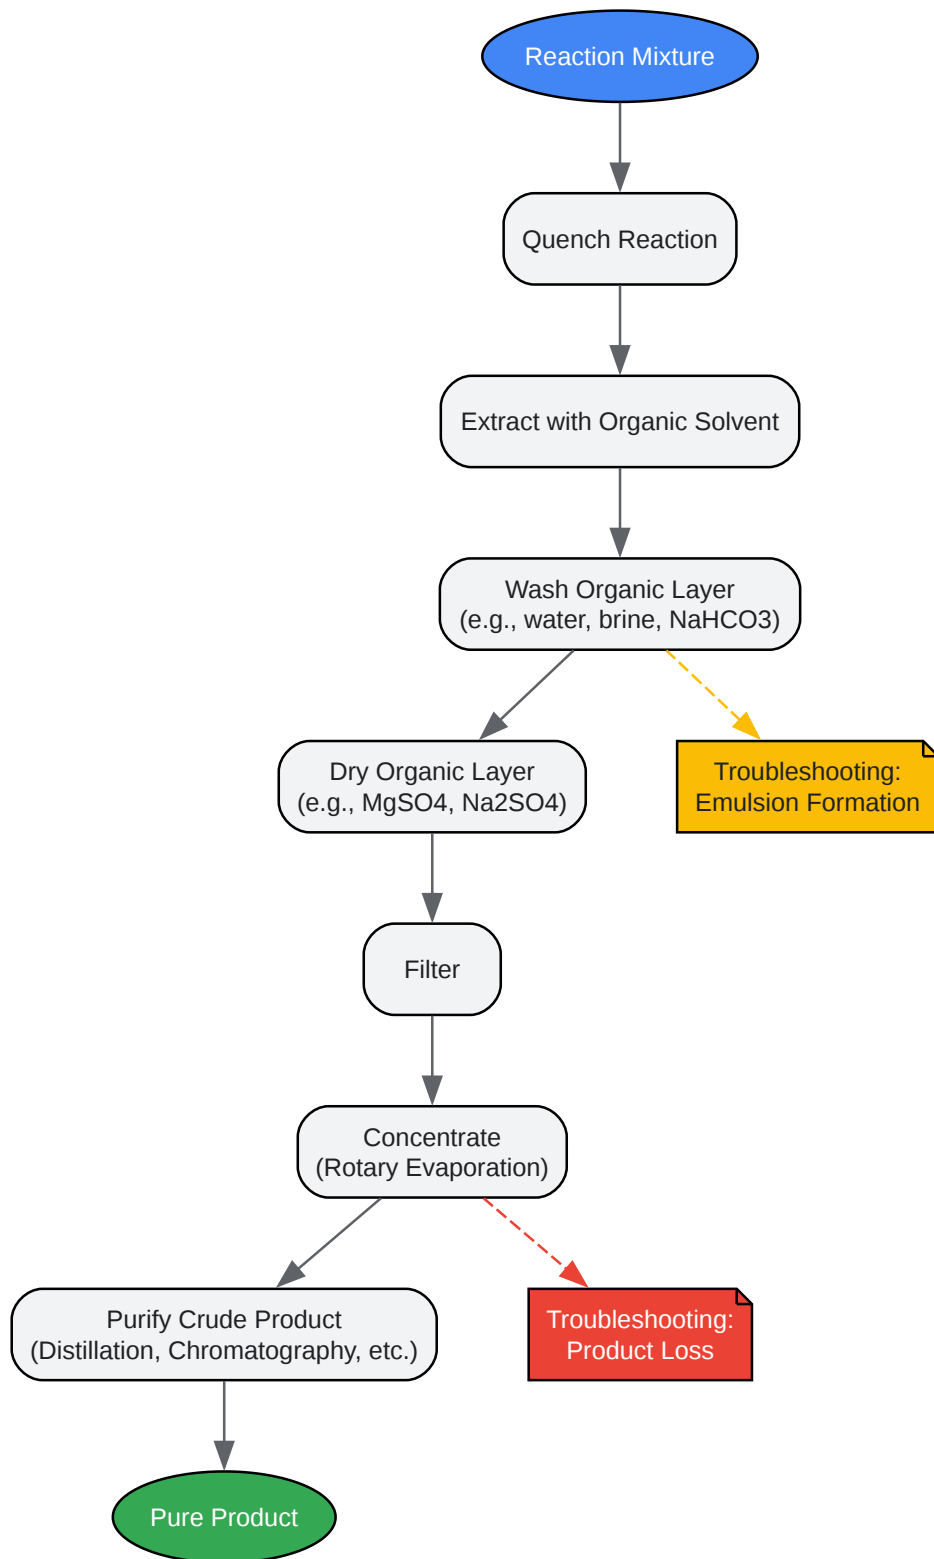 Reaction Mixture
Quench Reaction
Extract with Organic Solvent
Wash Organic Layer
(e.g., water, brine, NaHCO3)
Dry Organic Layer
(e.g., MgSO4, Na2SO4)
Troubleshooting:
Emulsion Formation
Filter
Concentrate
(Rotary Evaporation)
Purify Crude Product
(Distillation, Chromatography, etc.)
Troubleshooting:
Product Loss
Pure Product